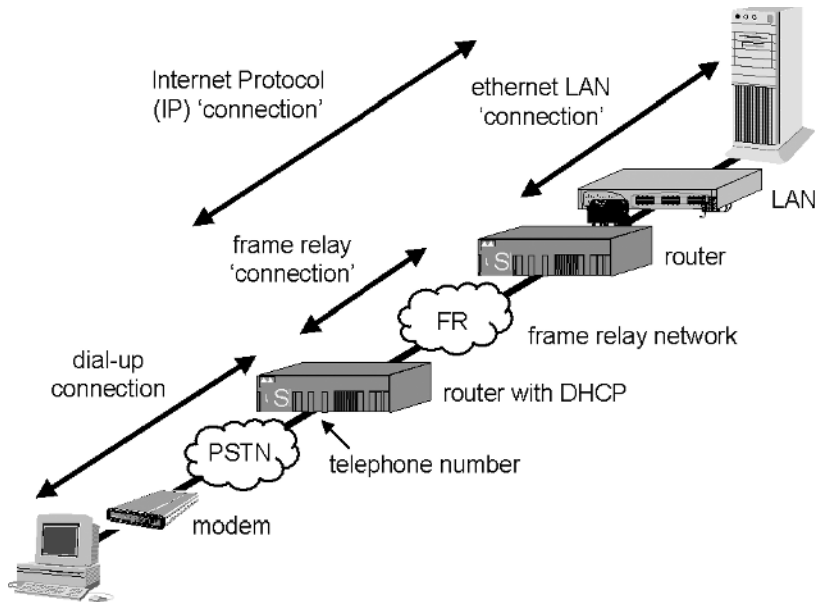 Internet Protocol
(IP) ‘connection’
ethernet LAN
‘connection’
LAN
frame relay
‘connection’
S
router
FR
frame relay network
dial-up
connection
S
router with DHCP
PSTN
telephone number
modem